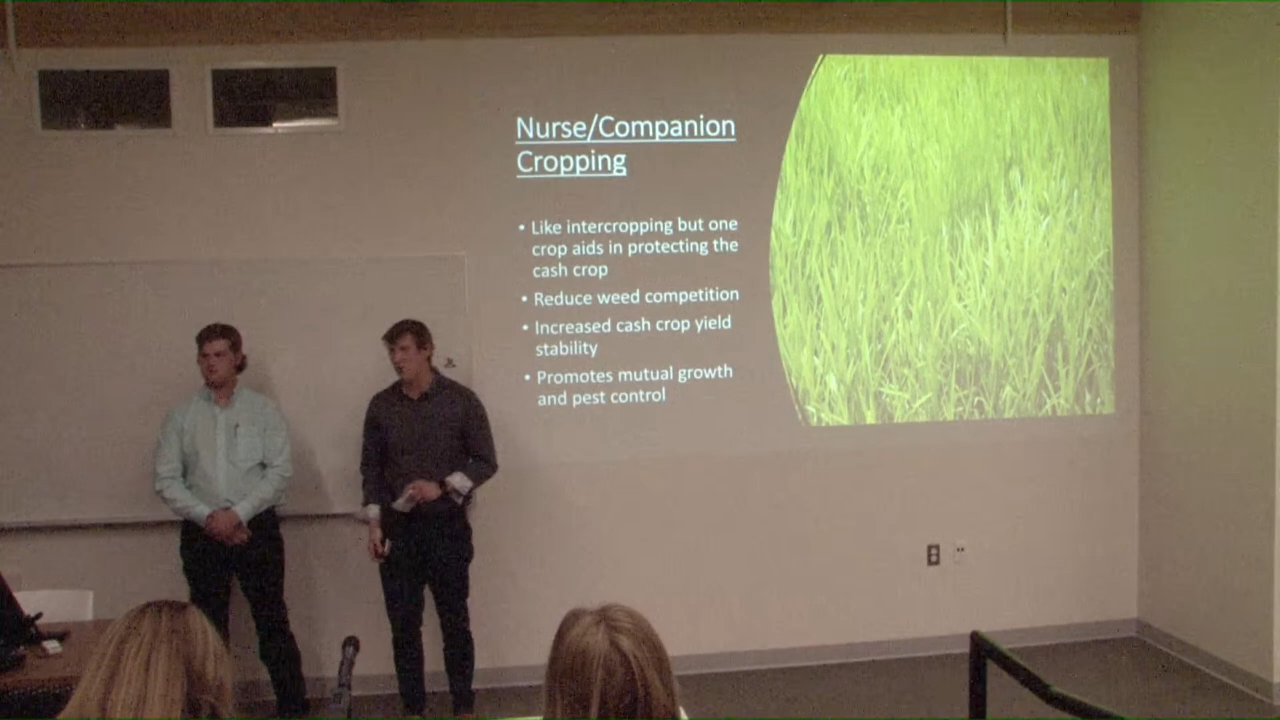 Nurse/Companion
Cropping
• Like intercropping but one
crop aids in protecting the
cash crop
• Reduce weed competition
• Increased cash crop yield
stability
• Promotes mutual growth
and pest control